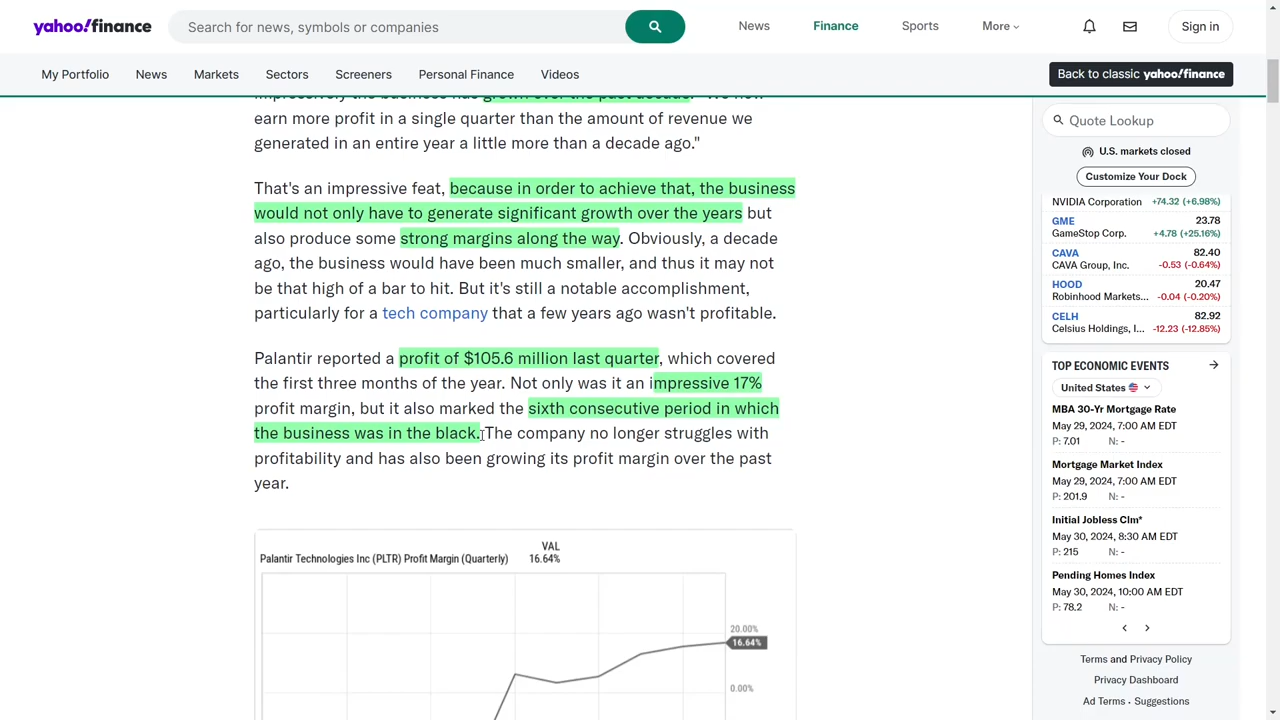 yahoo!finance
Search for news, symbols or companies
News
Finance
Sports
More
Sign in
My Portfolio
News
Markets
Sectors
Screeners
Personal Finance
Videos
Back to classic yahoo!finance
impressively the business has grown over the past decade. "We now
earn more profit in a single quarter than the amount of revenue we
generated in an entire year a little more than a decade ago."
That's an impressive feat, because in order to achieve that, the business
would not only have to generate significant growth over the years but
also produce some strong margins along the way. Obviously, a decade
ago, the business would have been much smaller, and thus it may not
be that high of a bar to hit. But it's still a notable accomplishment,
particularly for a tech company that a few years ago wasn't profitable.
Palantir reported a profit of $105.6 million last quarter, which covered
the first three months of the year. Not only was it an impressive 17%
profit margin, but it also marked the sixth consecutive period in which
the business was in the black. The company no longer struggles with
profitability and has also been growing its profit margin over the past
year.
VAL
Palantir Technologies Inc (PLTR) Profit Margin (Quarterly) 16.64%
20.00%
16.64%
0.00%
Quote Lookup
U.S. markets closed
Customize Your Dock
NVIDIA Corporation +74.32 (+6.98%)
GME 23.78
GameStop Corp. +4.78 (+25.16%)
CAVA 82.40
CAVA Group, Inc. -0.53 (-0.64%)
HOOD 20.47
Robinhood Markets... -0.04 (-0.20%)
CELH 82.92
Celsius Holdings, I... -12.23 (-12.85%)
TOP ECONOMIC EVENTS
United States
MBA 30-Yr Mortgage Rate
May 29, 2024, 7:00 AM EDT
P: 7.01 N: -
Mortgage Market Index
May 29, 2024, 7:00 AM EDT
P: 201.9 N: -
Initial Jobless Clm*
May 30, 2024, 8:30 AM EDT
P: 215 N: -
Pending Homes Index
May 30, 2024, 10:00 AM EDT
P: 78.2 N: -
Terms and Privacy Policy
Privacy Dashboard
Ad Terms • Suggestions